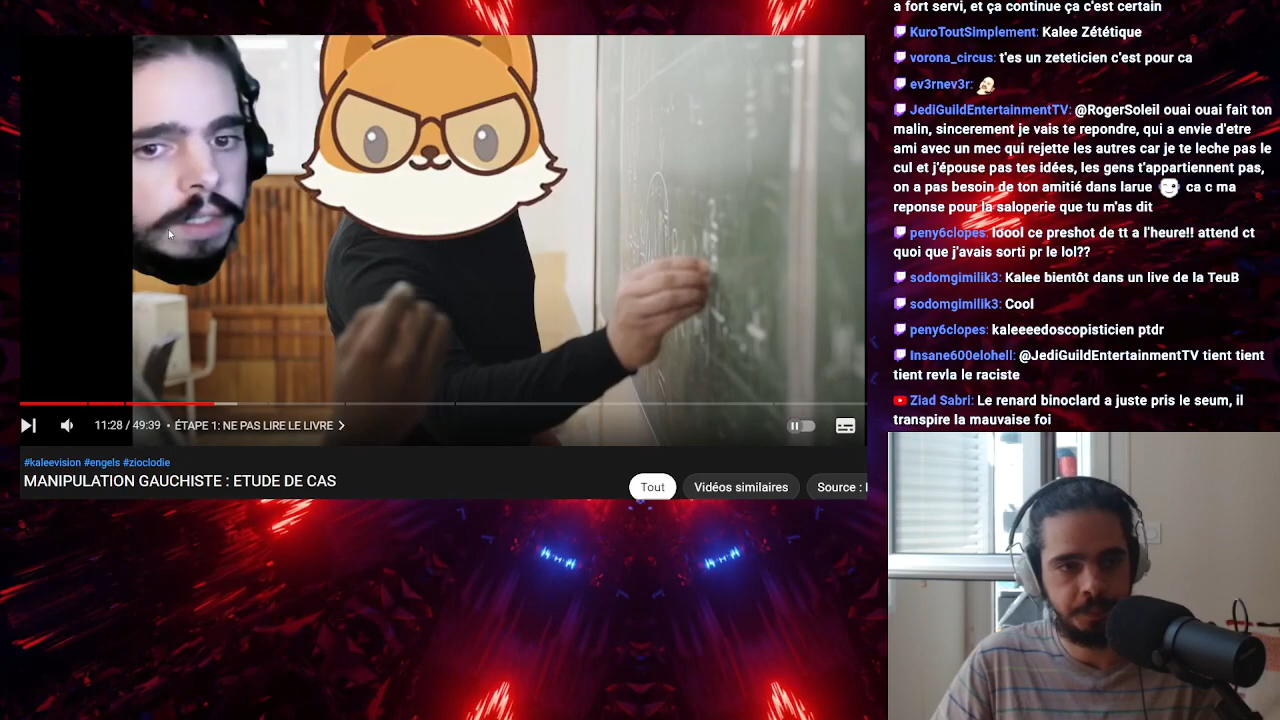 a fort servi, et ça continue ça c'est certain
KuroToutSimplement: Kalee Zététique
vorona_circus: t'es un zeteticien c'est pour ca
ev3rnev3r:
JediGuildEntertainmentTV: @RogerSoleil ouai ouai fait ton
malin, sincerement je vais te repondre, qui a envie d'etre
ami avec un mec qui rejette les autres car je te leche pas le
cul et j'épouse pas tes idées, les gens t'appartiennent pas,
on a pas besoin de ton amitié dans larue ca c ma
reponse pour la saloperie que tu m'as dit
peny6clopes: loool ce preshot de tt a l'heure!! attend ct
quoi que j'avais sorti pr le lol??
sodomgimilik3: Kalee bientôt dans un live de la TeuB
sodomgimilik3: Cool
peny6clopes: kaleeeedoscopisticien ptdr
Insane600elohell: @JediGuildEntertainmentTV tient tient
tient revla le raciste
Ziad Sabri: Le renard binoclard a juste pris le seum, il
transpire la mauvaise foi
11:28 / 49:39 • ÉTAPE 1: NE PAS LIRE LE LIVRE
#kaleevision #engels #zioclodie
MANIPULATION GAUCHISTE : ETUDE DE CAS
Tout Vidéos similaires Source :